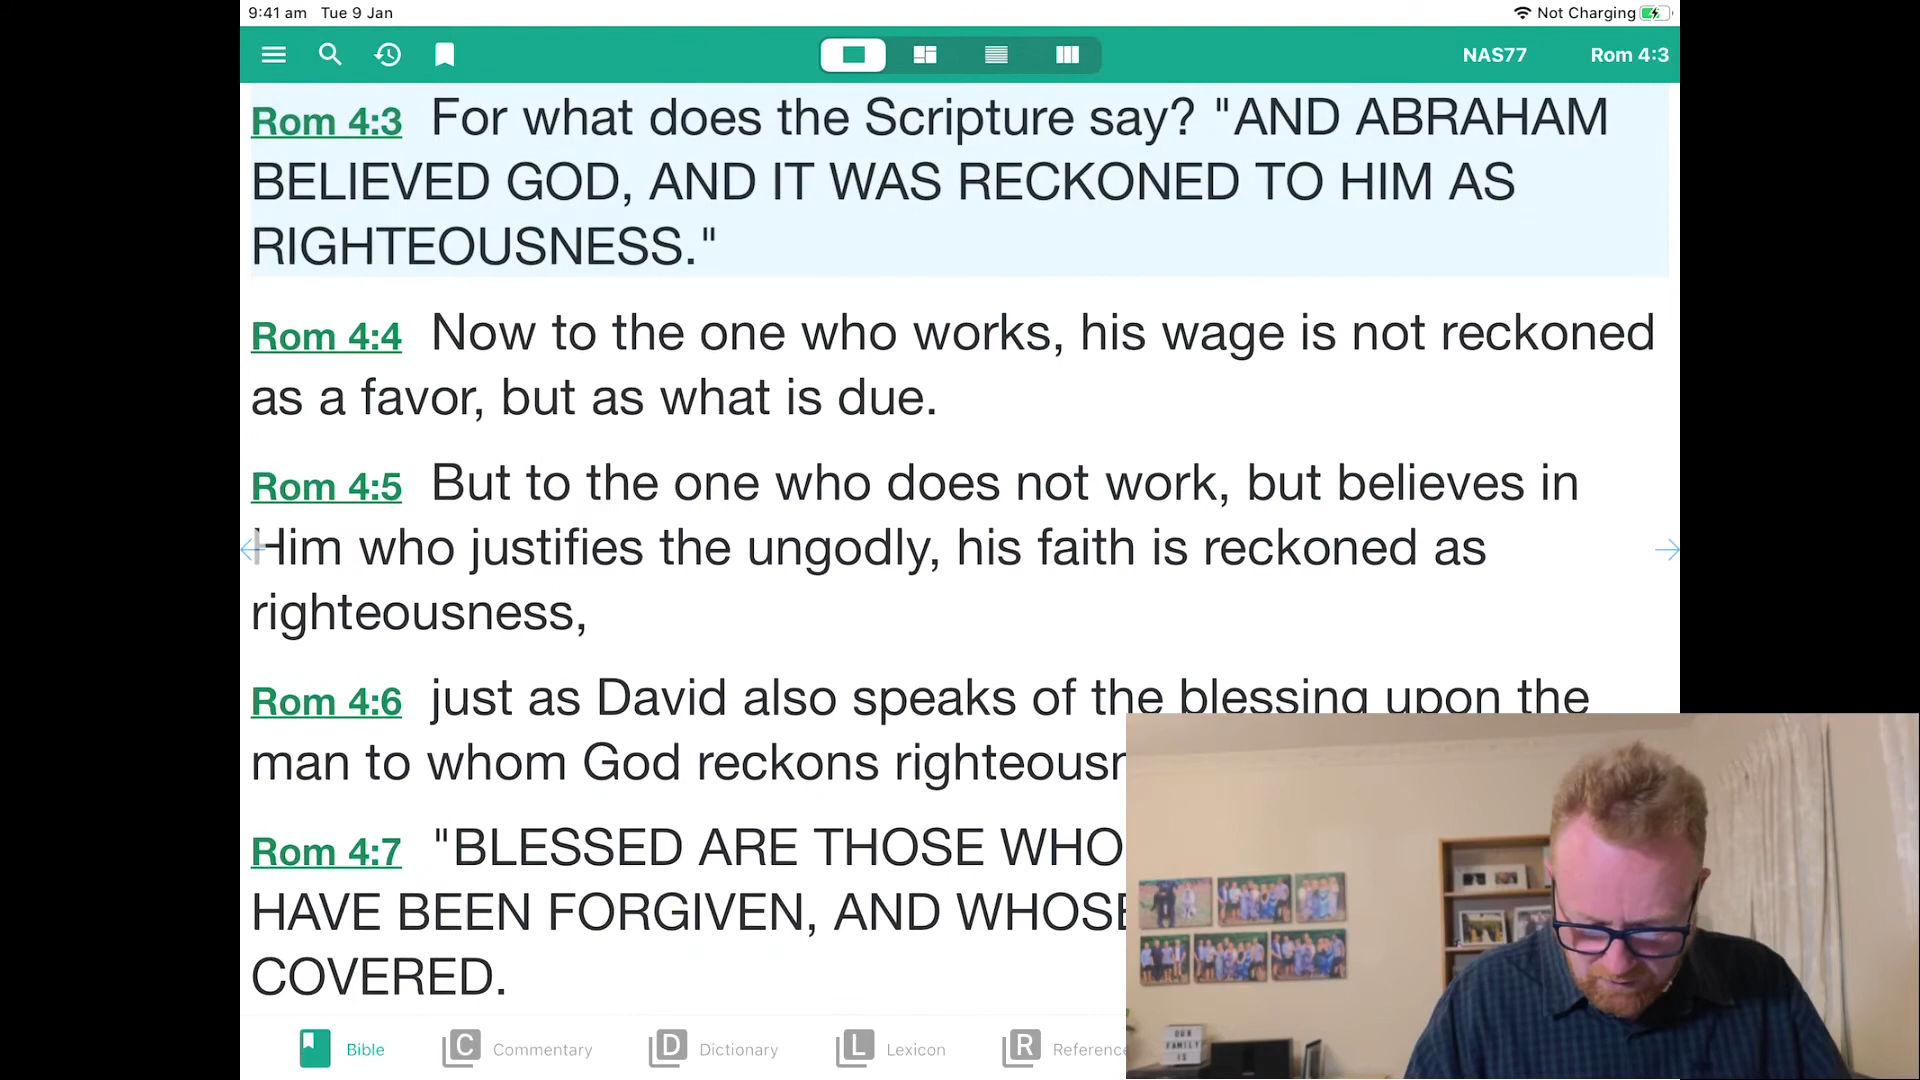 9:41 am Tue 9 Jan
Not Charging
NAS77 Rom 4:3
Rom 4:3 For what does the Scripture say? "AND ABRAHAM
BELIEVED GOD, AND IT WAS RECKONED TO HIM AS
RIGHTEOUSNESS."
Rom 4:4 Now to the one who works, his wage is not reckoned
as a favor, but as what is due.
Rom 4:5 But to the one who does not work, but believes in
Him who justifies the ungodly, his faith is reckoned as
righteousness,
Rom 4:6 just as David also speaks of the blessing upon the
man to whom God reckons righteousn
Rom 4:7 "BLESSED ARE THOSE WHO
HAVE BEEN FORGIVEN, AND WHOSE
COVERED.
OUR
FAMILY
IS
Bible C Commentary D Dictionary L Lexicon R Reference